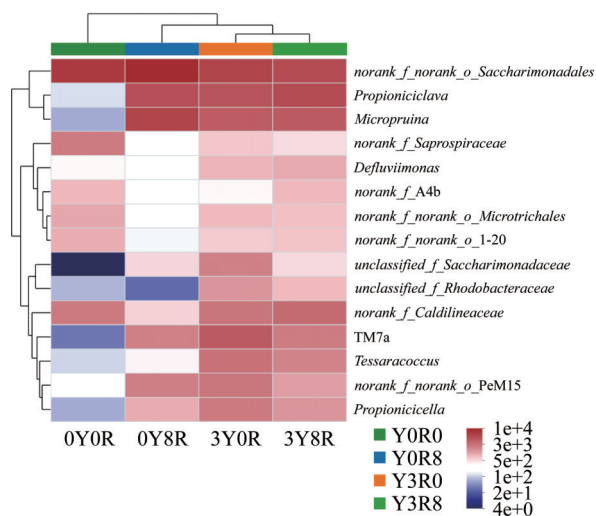 norank_f_norank_o_Saccharimonadales
Propioniciclava
Micropruina
norank_f_Saprospiraceae
Defluviimonas
norank_f_A4b
norank_f_norank_o_Microtrichales
norank_f_norank_o_1-20
unclassified_f_Saccharimonadaceae
unclassified_f_Rhodobacteraceae
norank_f_Caldilineaceae
TM7a
Tessaracoccus
norank_f_norank_o_PeM15
Propionicicella
0Y0R 0Y8R 3Y0R 3Y8R
Y0R0
Y0R8
Y3R0
Y3R8
1e+4
3e+3
5e+2
1e+2
2e+1
4e+0